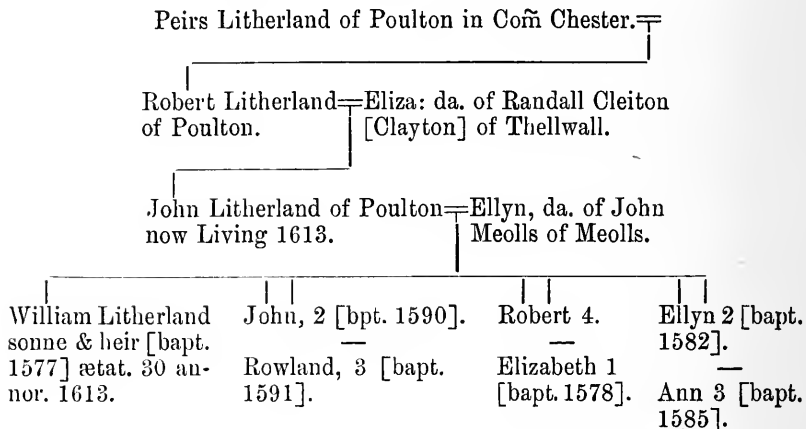 Peirs Litherland of Poulton in Com̃ Chester.
Robert Litherland
of Poulton.
Eliza: da. of Randall Cleiton
[Clayton] of Thellwall.
John Litherland of Poulton
now Living 1613.
Ellyn, da. of John
Meolls of Meolls.
William Litherland
sonne & heir [bapt.
1577] ætat. 30 an-
nor. 1613.
John, 2 [bpt. 1590].
—
Rowland, 3 [bapt.
1591].
Robert 4.
—
Elizabeth 1
[bapt. 1578].
Ellyn 2 [bapt.
1582].
—
Ann 3 [bapt.
1585].